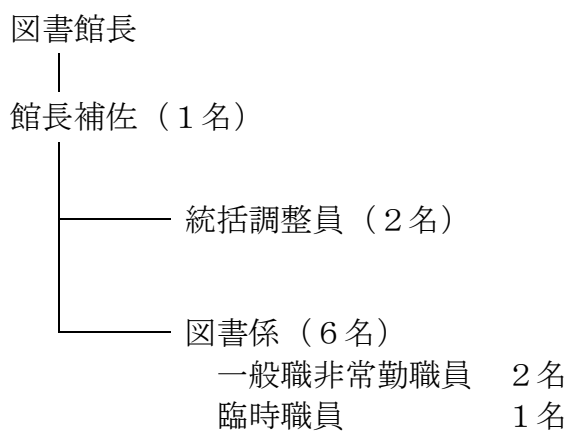 図書館長
館長補佐（１名）
統括調整員（２名）
図書係（６名）
一般職非常勤職員　２名
臨時職員　　　　　１名